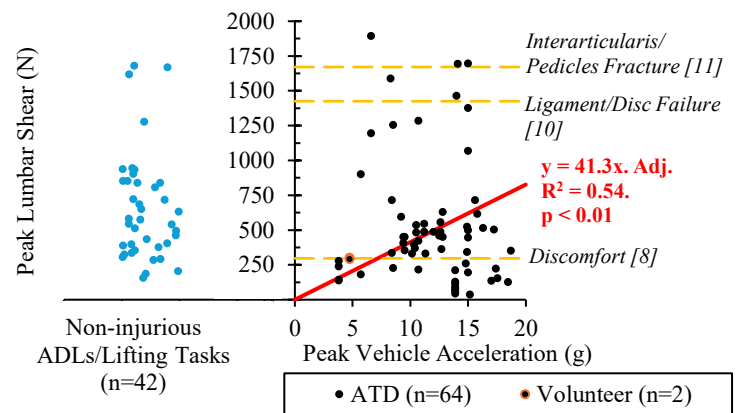 Peak Lumbar Shear (N)
2000
1750
1500
1250
1000
750
500
250
0
5
10
15
20
Interarticularis/
Pedicles Fracture [11]
Ligament/Disc Failure
[10]
y = 41.3x. Adj.
R² = 0.54.
p < 0.01
Discomfort [8]
Non-injurious
ADLs/Lifting Tasks
(n=42)
Peak Vehicle Acceleration (g)
ATD (n=64)
Volunteer (n=2)